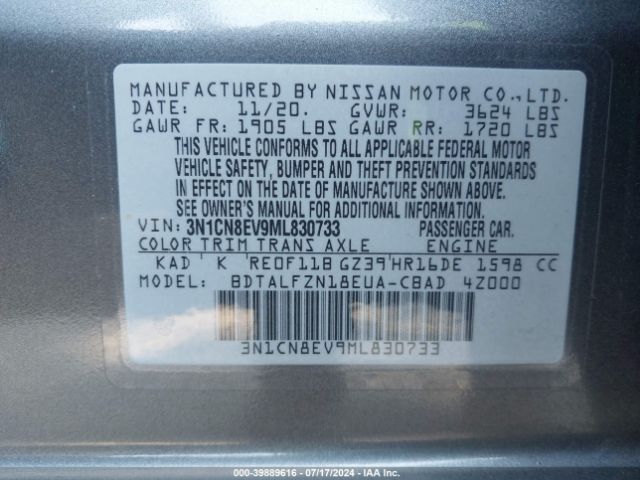 MANUFACTURED BY NISSAN MOTOR CO., LTD.
DATE: 11/20. GVWR: 3624 LBS
GAWR FR: 1905 LBS GAWR RR: 1720 LBS
THIS VEHICLE CONFORMS TO ALL APPLICABLE FEDERAL MOTOR
VEHICLE SAFETY, BUMPER AND THEFT PREVENTION STANDARDS
IN EFFECT ON THE DATE OF MANUFACTURE SHOWN ABOVE.
SEE OWNER'S MANUAL FOR ADDITIONAL INFORMATION.
VIN: 3N1CN8EV9ML830733 PASSENGER CAR.
COLOR TRIM TRANS AXLE ENGINE
KAD K RE0F11B GZ39 HR16DE 1598 CC
MODEL: BDTALFZN18EUA-CBAD 4Z000
3N1CN8EV9ML830733
000-39889616 - 07/17/2024 - IAA Inc.